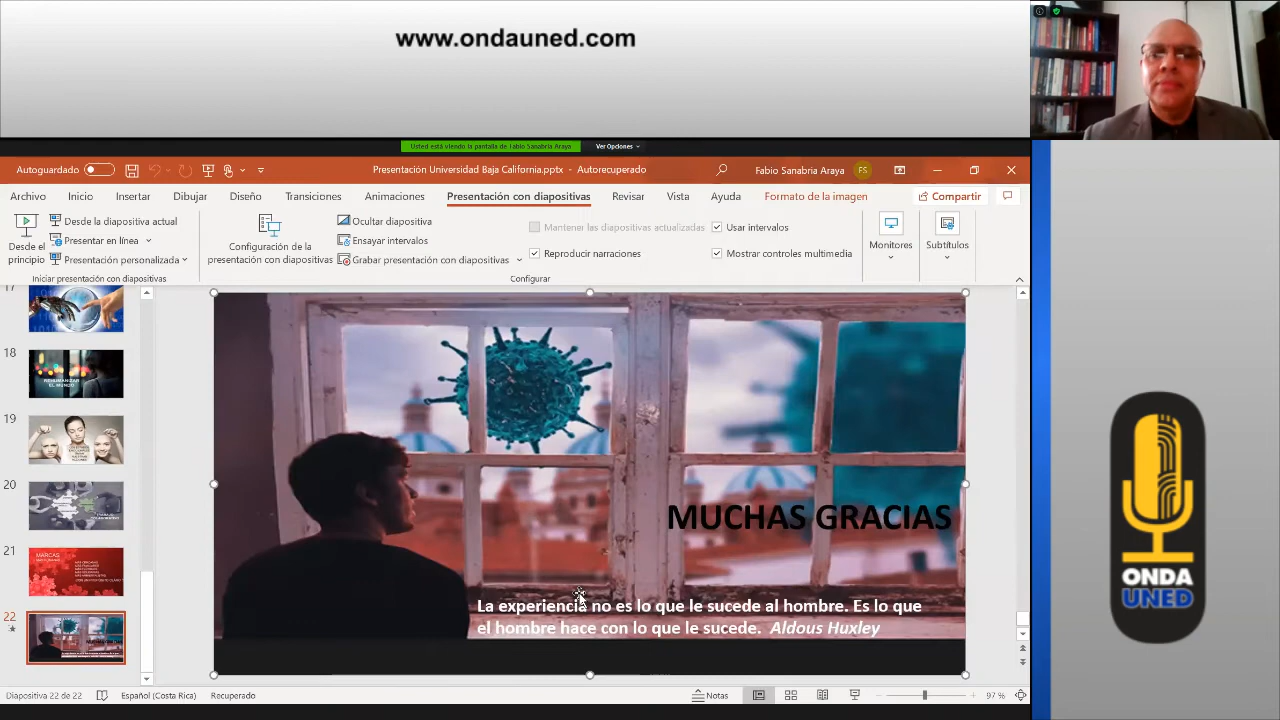 www.ondauned.com
Usted está viendo la pantalla de Fabio Sanabria Araya
Ver Opciones
Autoguardado
Presentación Universidad Baja California.pptx - Autorecuperado
Fabio Sanabria Araya
FS
Archivo Inicio Insertar Dibujar Diseño Transiciones Animaciones Presentación con diapositivas Revisar Vista Ayuda Formato de la imagen Compartir
Desde el principio
Desde la diapositiva actual
Presentar en línea
Presentación personalizada
Iniciar presentación con diapositivas
Configuración de la
presentación con diapositivas
Ocultar diapositiva
Ensayar intervalos
Grabar presentación con diapositivas
Mantener las diapositivas actualizadas
Reproducir narraciones
Usar intervalos
Mostrar controles multimedia
Configurar
Monitores
Subtítulos
17
18
REHUMANIZAR
EL MUNDO
19
20
21
MARCAS
22
MUCHAS GRACIAS
La experiencia no es lo que le sucede al hombre. Es lo que
el hombre hace con lo que le sucede. Aldous Huxley
Diapositiva 22 de 22
Español (Costa Rica)
Recuperado
Notas
97 %
ONDA
UNED